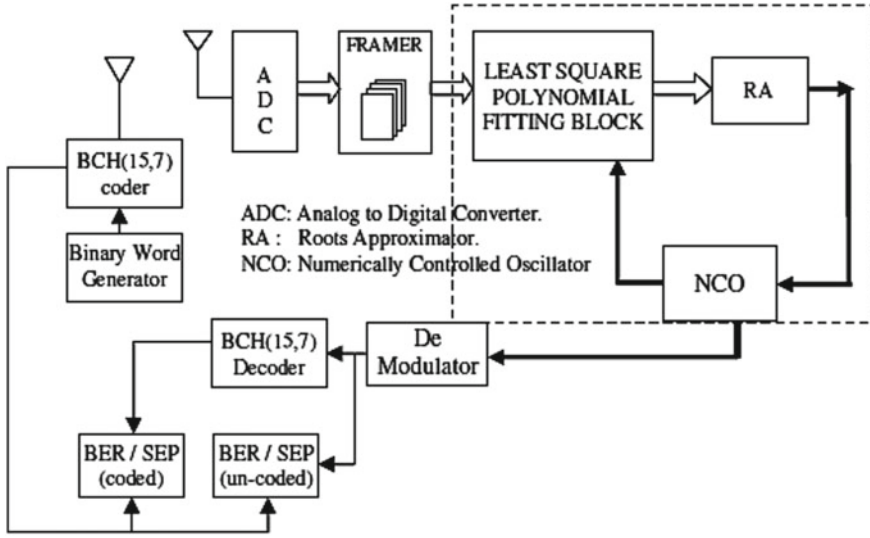 A
D
C
FRAMER
LEAST SQUARE
POLYNOMIAL
FITTING BLOCK
RA
BCH(15,7)
coder
Binary Word
Generator
ADC: Analog to Digital Converter.
RA : Roots Approximator.
NCO: Numerically Controlled Oscillator
NCO
De
Modulator
BCH(15,7)
Decoder
BER / SEP
(coded)
BER / SEP
(un-coded)